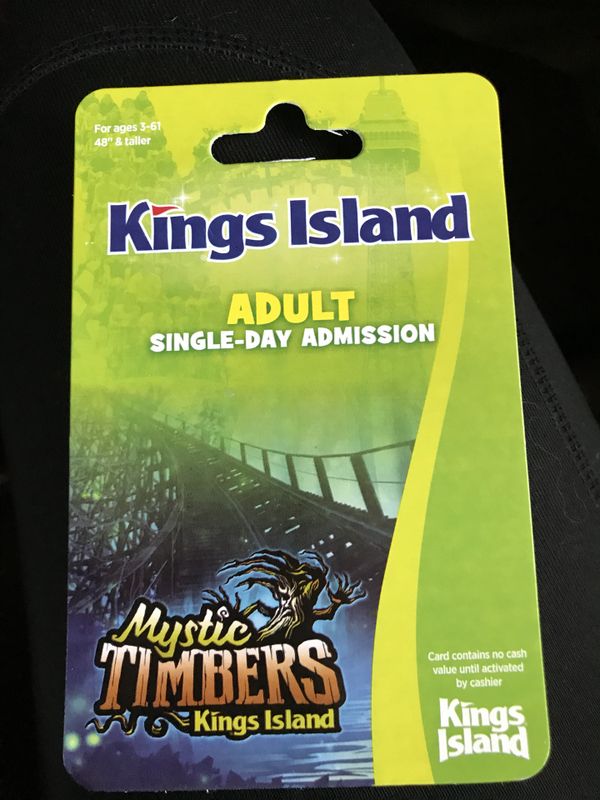 For ages 3-61
48" & taller
Kings Island
ADULT
SINGLE-DAY ADMISSION
Mystic
TIMBERS
Kings Island
Card contains no cash
value until activated
by cashier
Kings
Island